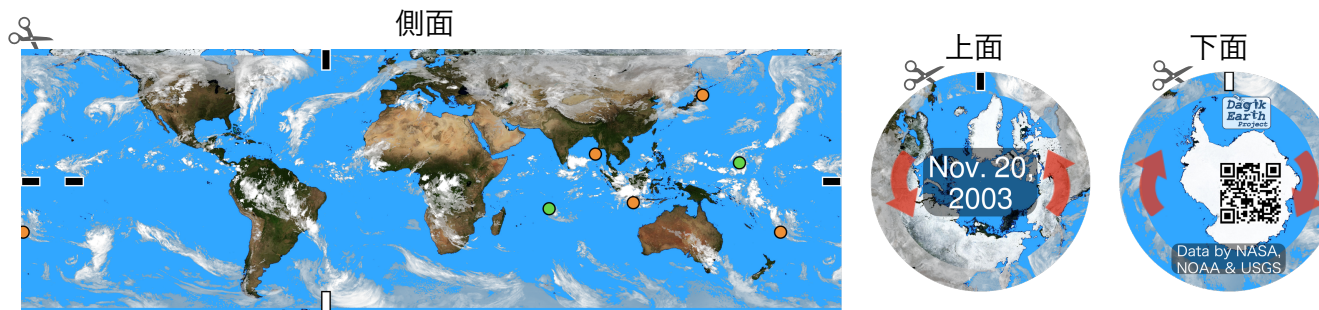 側面
上面
下面
Nov. 20,
2003
Dagik
Earth
Project
Data by NASA,
NOAA & USGS